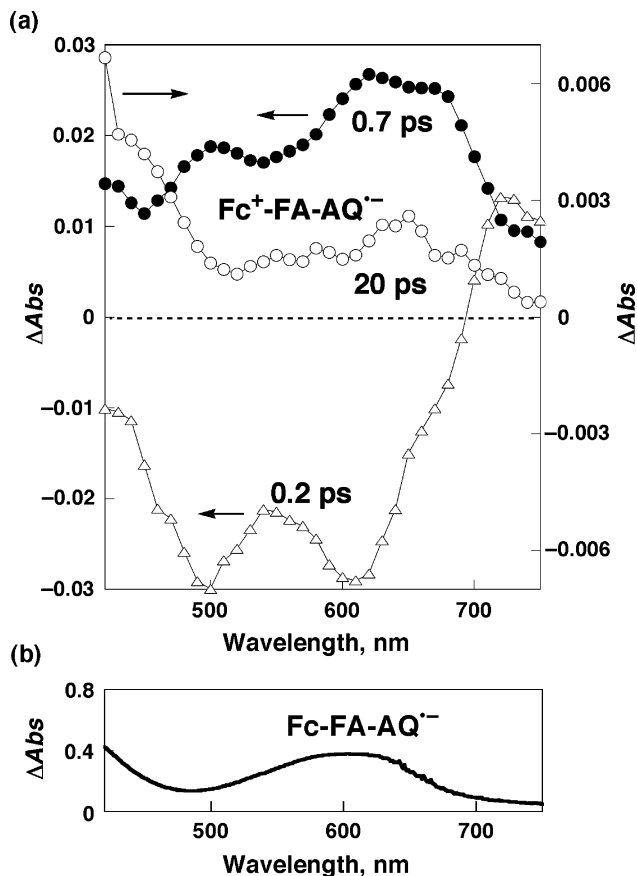 (a)
0.03
0.02
0.01
0
−0.01
−0.02
−0.03
ΔAbs
0.006
0.003
0
−0.003
−0.006
ΔAbs
0.7 ps
Fc⁺-FA-AQ•−
20 ps
0.2 ps
500 600 700
Wavelength, nm
(b)
0.8
0.4
0
ΔAbs
Fc-FA-AQ•−
500 600 700
Wavelength, nm